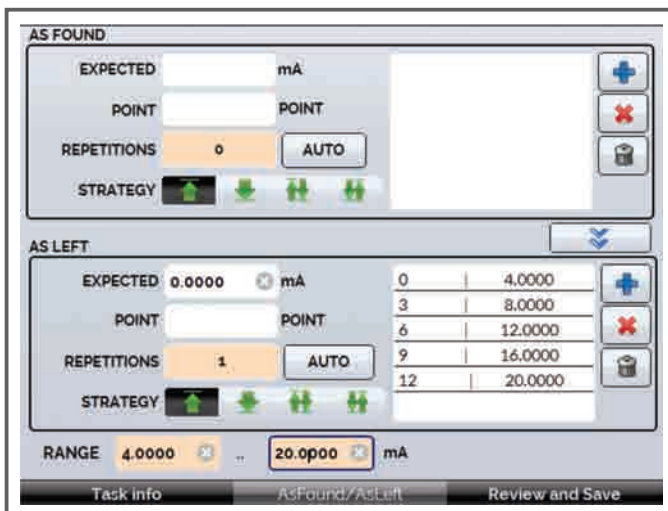 AS FOUND
EXPECTED mA
POINT POINT
REPETITIONS 0 AUTO
STRATEGY
AS LEFT
EXPECTED 0.0000 mA
POINT POINT
REPETITIONS 1 AUTO
STRATEGY
0 | 4.0000
3 | 8.0000
6 | 12.0000
9 | 16.0000
12 | 20.0000
RANGE 4.0000 .. 20.0000 mA
Task info AsFound/AsLeft Review and Save